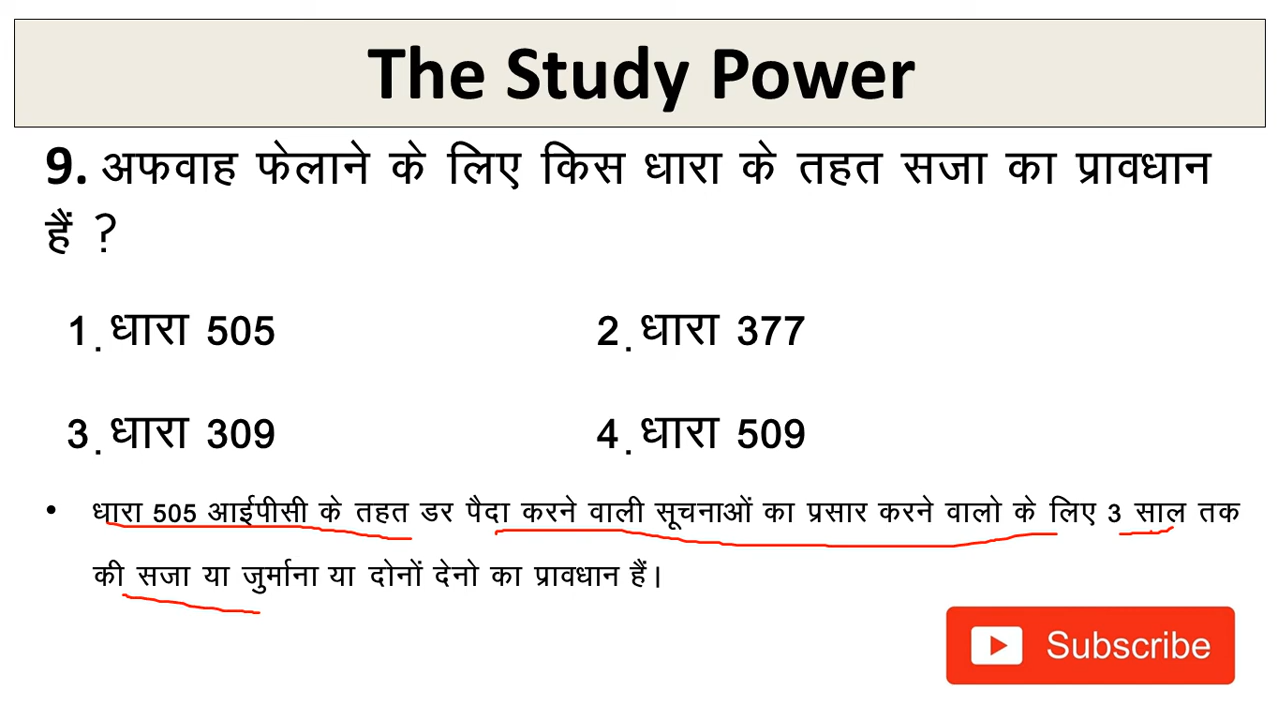 The Study Power
9. अफवाह फेलाने के लिए किस धारा के तहत सजा का प्रावधान
हैं ?
1. धारा 505 2. धारा 377
3. धारा 309 4. धारा 509
• धारा 505 आईपीसी के तहत डर पैदा करने वाली सूचनाओं का प्रसार करने वालो के लिए 3 साल तक
की सजा या जुर्माना या दोनों देनो का प्रावधान हैं।
Subscribe